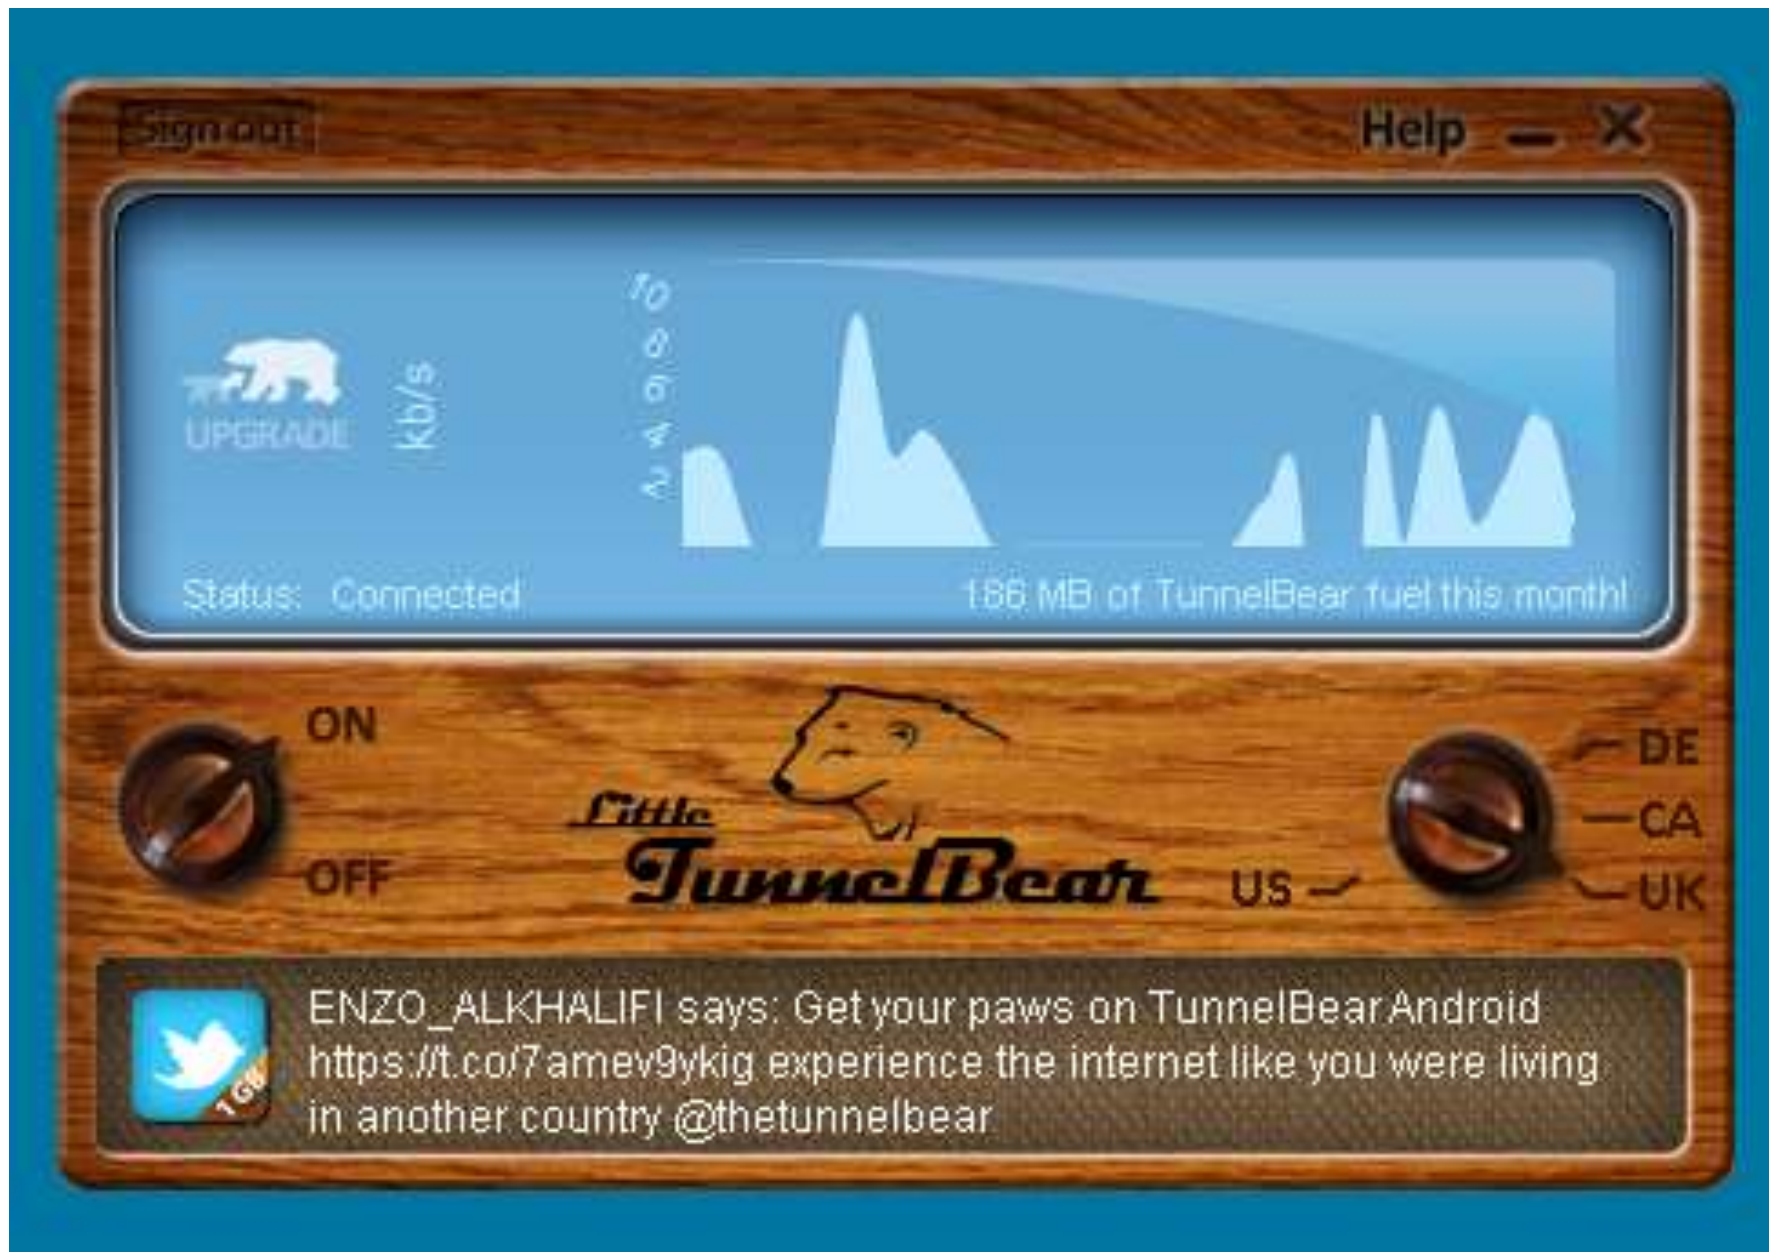 Sign out
Help
10
8
6
4
2
kb/s
UPGRADE
Status: Connected
186 MB of TunnelBear fuel this month!
ON
OFF
Little
TunnelBear
DE
CA
US
UK
ENZO_ALKHALIFI says: Get your paws on TunnelBear Android
https://t.co/7amev9ykig experience the internet like you were living
in another country @thetunnelbear
1 GB